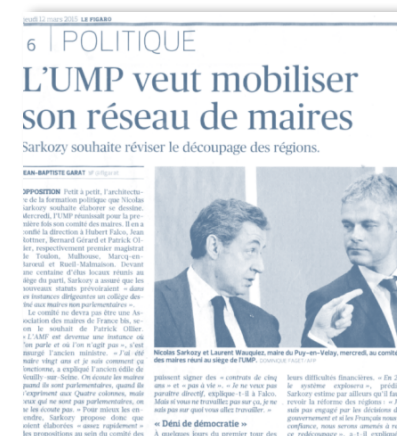 jeudi 12 mars 2015 LE FIGARO
6 | POLITIQUE
L'UMP veut mobiliser
son réseau de maires
Sarkozy souhaite réviser le découpage des régions.
JEAN-BAPTISTE GARAT
OPPOSITION Petit à petit, l'architectu-
re de la formation politique que Nicolas
Sarkozy souhaite élaborer se dessine.
Mercredi, l'UMP réunissait pour la pre-
mière fois son comité des maires. Il en a
confié la direction à Hubert Falco, Jean
Rottner, Bernard Gérard et Patrick Ol-
lier, respectivement premier magistrat
de Toulon, Mulhouse, Marcq-en-
Barœul et Rueil-Malmaison. Devant
une centaine d'élus locaux réunis au
siège du parti, Sarkozy a assuré que les
nouveaux statuts prévoiraient « dans
les instances dirigeantes un collège des-
tiné aux maires non parlementaires ».
Le comité ne devra pas être une As-
sociation des maires de France bis, se-
lon le souhait de Patrick Ollier.
« L'AMF est devenue une instance où
l'on parle et où l'on n'agit pas », s'est
insurgé l'ancien ministre. « J'ai été
maire vingt ans et je sais comment ça
fonctionne, a expliqué l'ancien édile de
Neuilly-sur-Seine. On écoute les maires
quand ils sont parlementaires, quand ils
s'expriment aux Quatre colonnes, mais
ceux qui ne sont pas parlementaires, on
ne les écoute pas. » Pour mieux les en-
tendre, Sarkozy propose donc que
soient élaborées « assez rapidement »
des propositions au sein du comité des
Nicolas Sarkozy et Laurent Wauquiez, maire du Puy-en-Velay, mercredi, au comité
des maires réuni au siège de l'UMP.
puissent signer des « contrats de cinq
ans » et « pas à vie ». « Je ne veux pas
paraître directif, explique-t-il à Falco.
Mais si vous ne travaillez pas sur ça, je ne
sais pas sur quoi vous allez travailler. »
« Déni de démocratie »
À quelques jours du premier tour des
leurs difficultés financières. « En
le système explosera », prédi
Sarkozy estime par ailleurs qu'il fau
revoir la réforme des régions : « J
suis pas engagé par les décisions d
gouvernement et si les Français nous
confiance, nous serons amenés à r
ce redécoupage », a-t-il expliqué